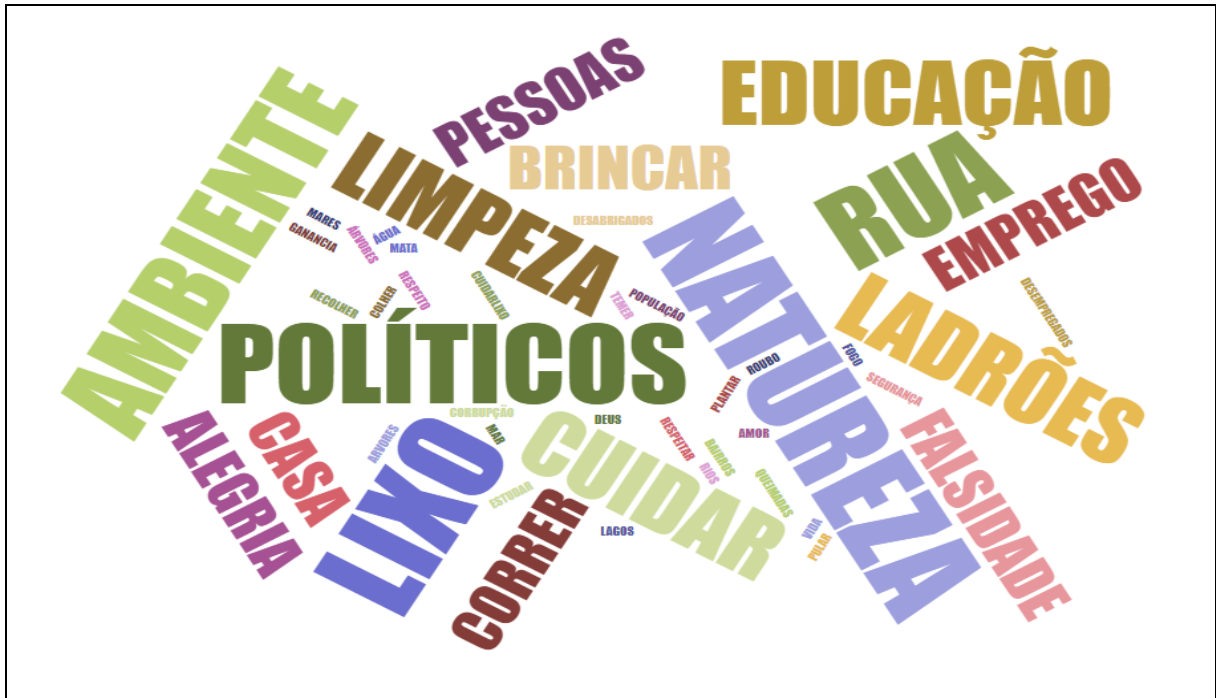 EDUCAÇÃO
PESSOAS
AMBIENTE
LIMPEZA
BRINCAR
RUA
EMPREGO
DESABRIGADOS
MARES
GANANCIA
ÁRVORES
ÁGUA
MATA
NATUREZA
RECOLHER
COLHER
RESPEITO
CUIDARLIXO
TEMER
POPULAÇÃO
LADRÕES
DESEMPREGADOS
POLÍTICOS
ROUBO
FOGO
PLANTAR
SEGURANÇA
CORRUPÇÃO
MAR
DEUS
RESPEITAR
AMOR
BAIRROS
RIOS
QUEIMADAS
FALSIDADE
ALEGRIA
CASA
ARVORES
LIXO
CUIDAR
ESTUDAR
CORRER
LAGOS
VIDA
PULAR